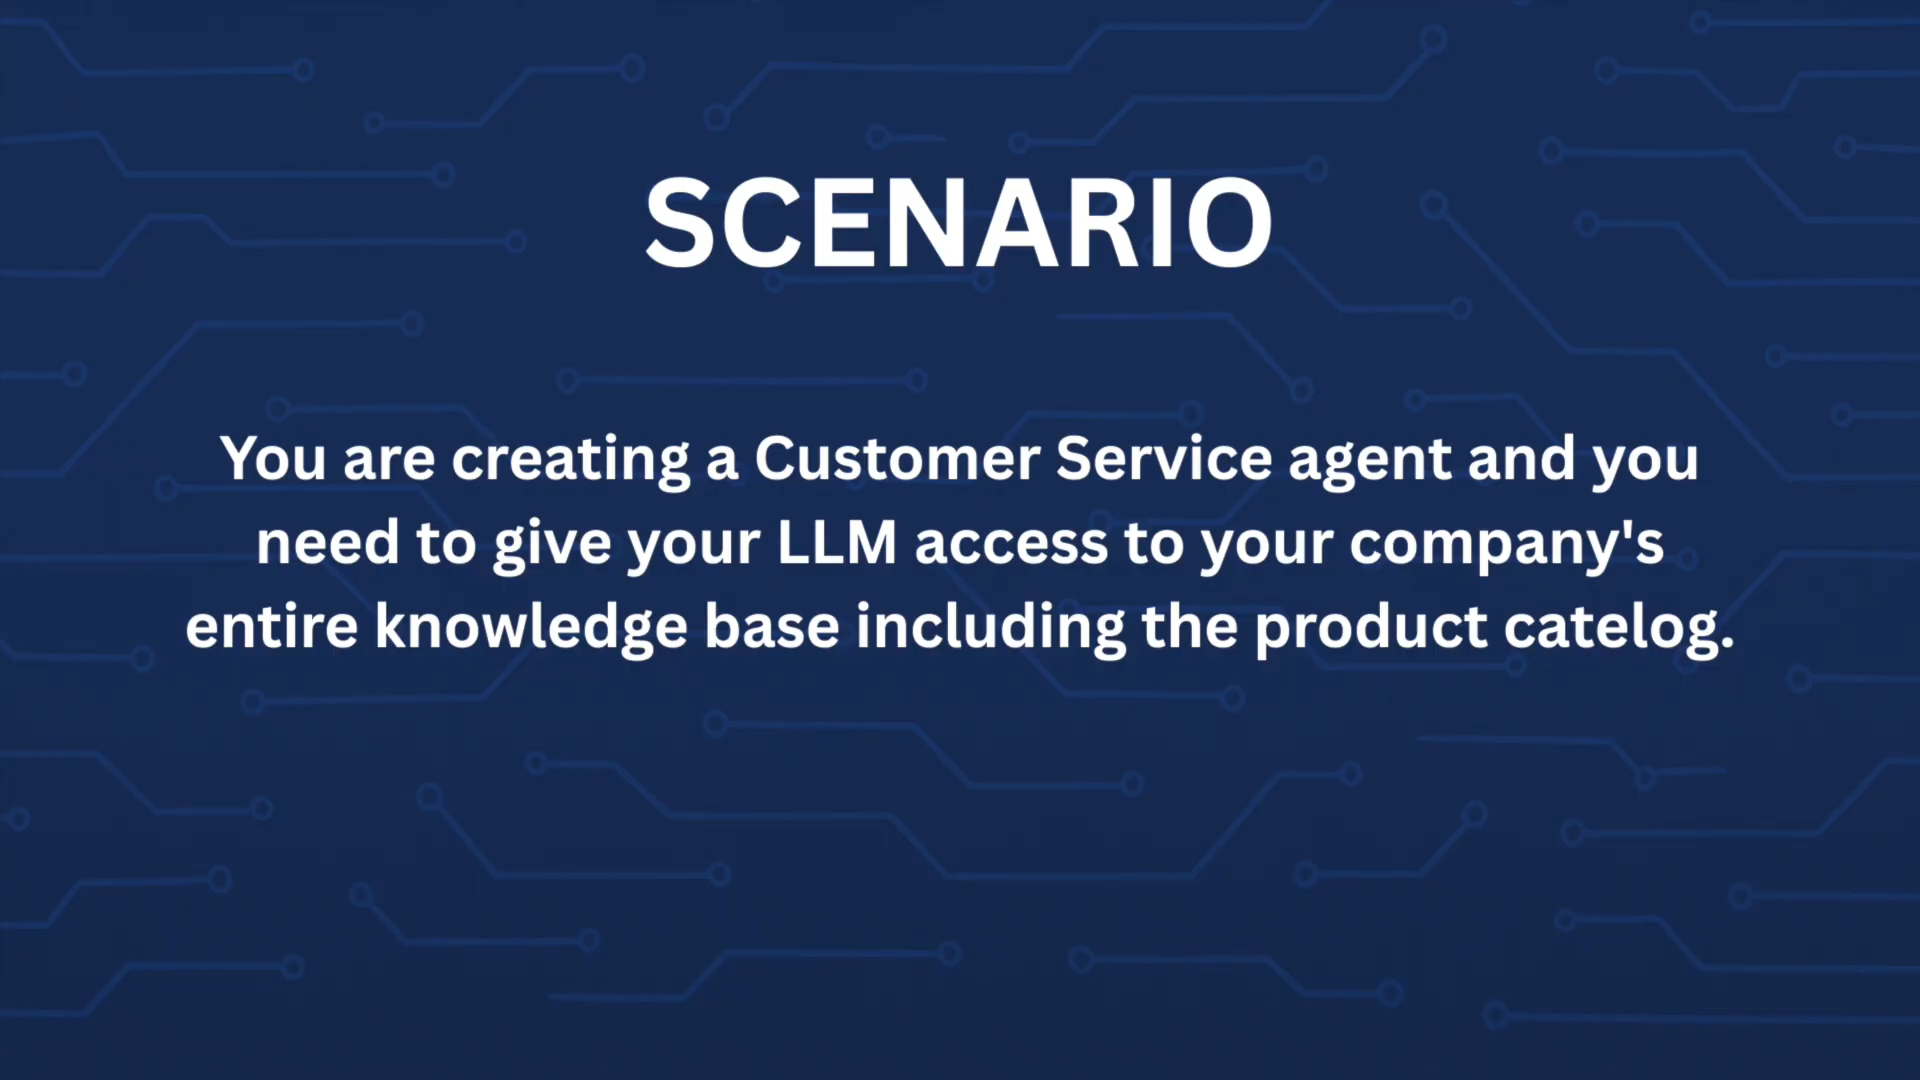 SCENARIO
You are creating a Customer Service agent and you
need to give your LLM access to your company's
entire knowledge base including the product catelog.